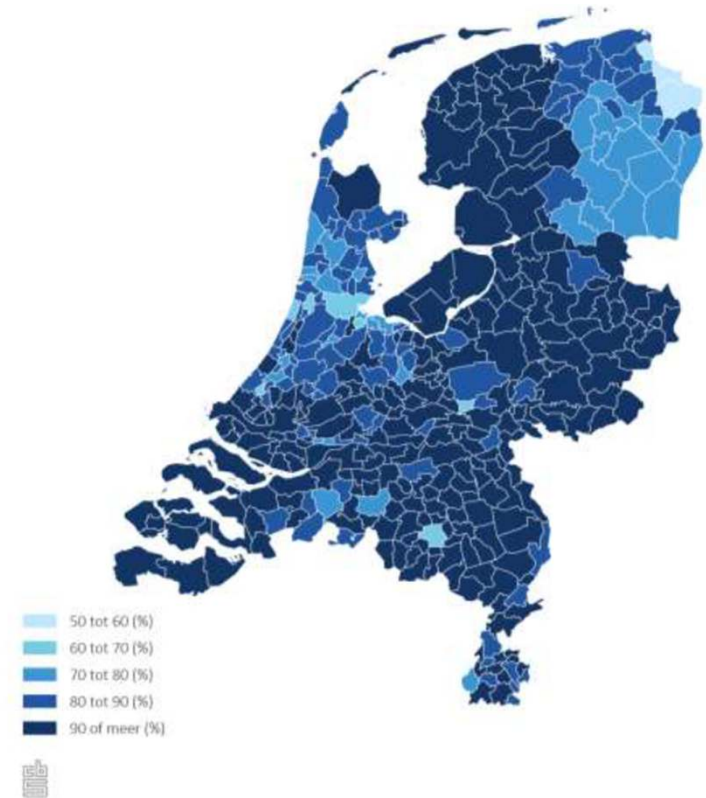 50 tot 60 (%)
60 tot 70 (%)
70 tot 80 (%)
80 tot 90 (%)
90 of meer (%)